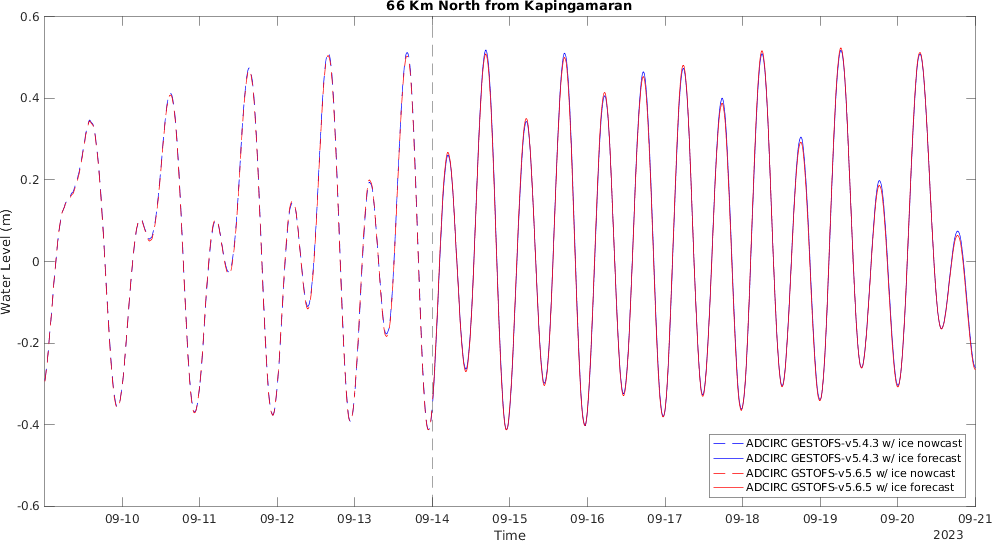 66 Km North from Kapingamaran
Water Level (m)
0.6
0.4
0.2
0
-0.2
-0.4
-0.6
ADCIRC GESTOFS-v5.4.3 w/ ice nowcast
ADCIRC GESTOFS-v5.4.3 w/ ice forecast
ADCIRC GSTOFS-v5.6.5 w/ ice nowcast
ADCIRC GSTOFS-v5.6.5 w/ ice forecast
09-10 09-11 09-12 09-13 09-14 09-15 09-16 09-17 09-18 09-19 09-20 09-21
Time
2023